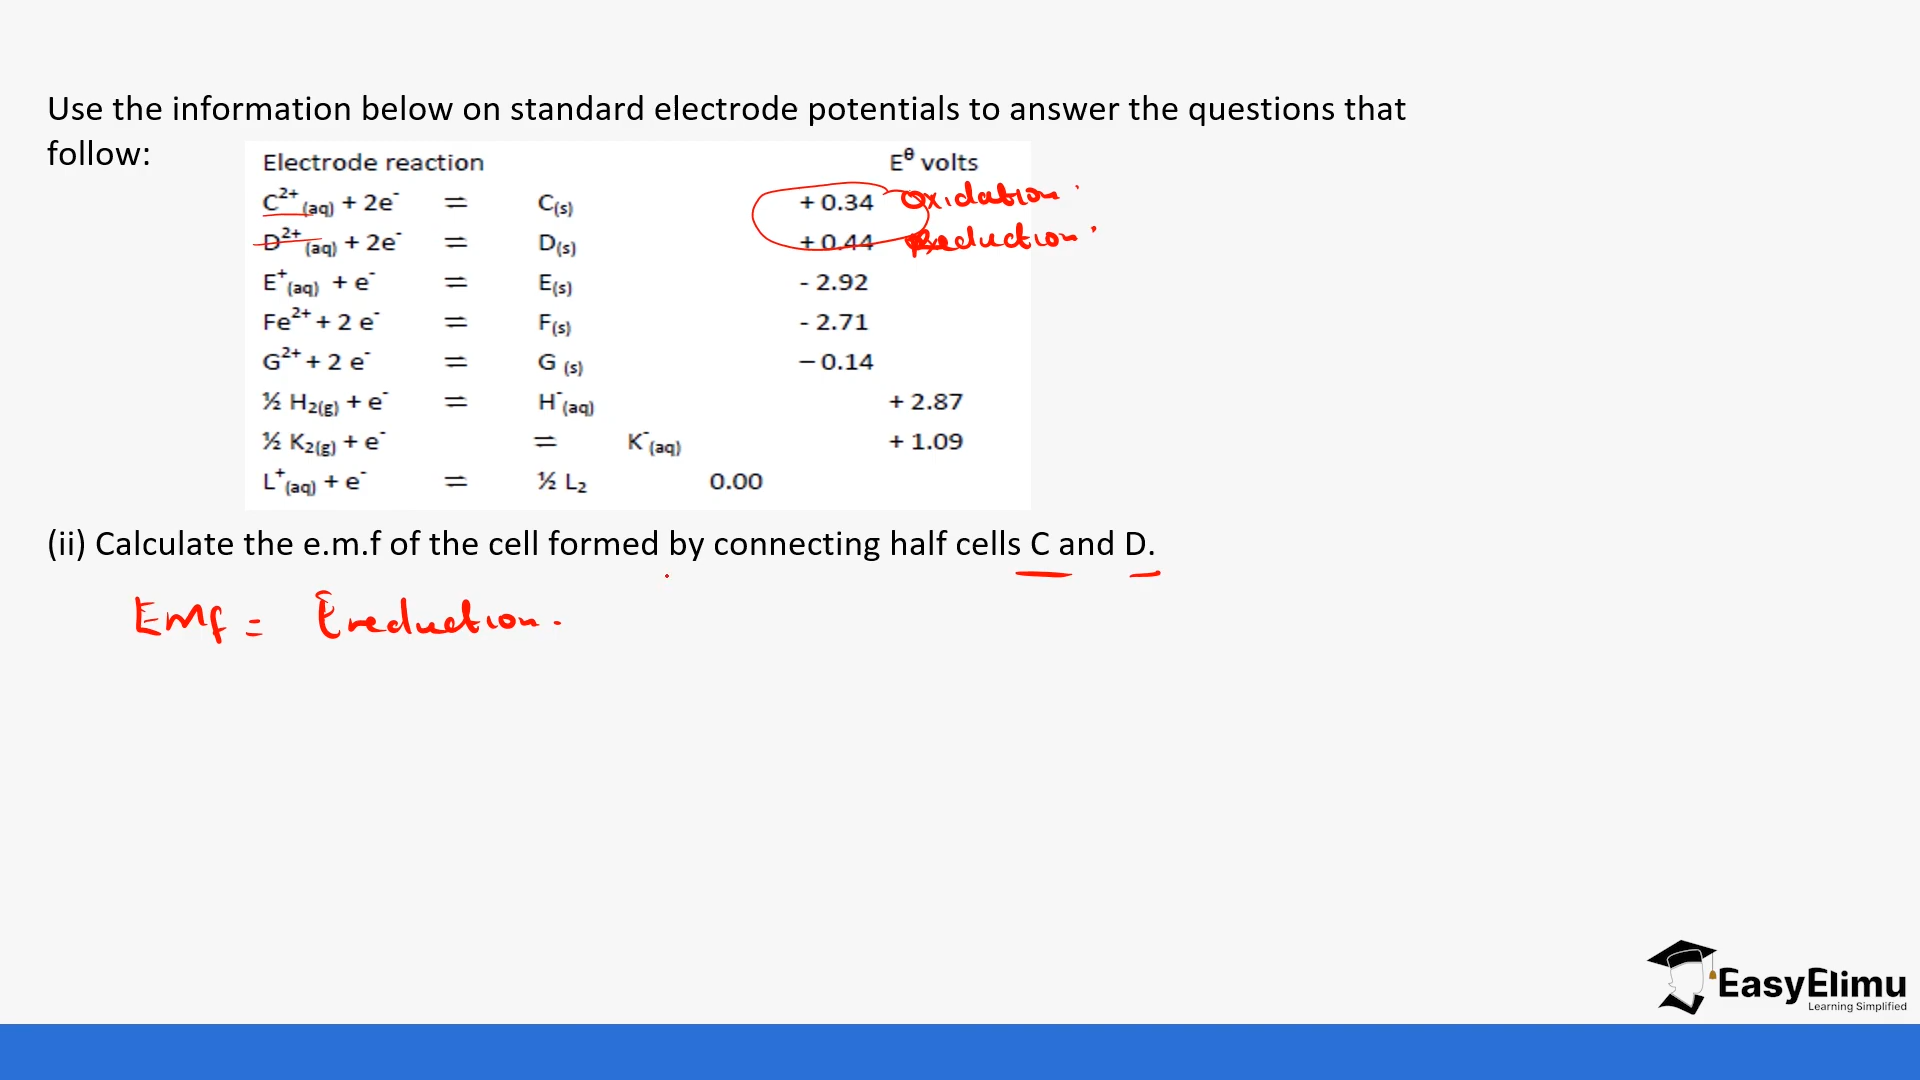 Use the information below on standard electrode potentials to answer the questions that
follow:
Electrode reaction E^θ volts
C²⁺(aq) + 2e⁻ ⇌ C(s) + 0.34 Oxidation.
D²⁺(aq) + 2e⁻ ⇌ D(s) + 0.44 Reduction.
E⁺(aq) + e⁻ ⇌ E(s) - 2.92
Fe²⁺ + 2 e⁻ ⇌ F(s) - 2.71
G²⁺ + 2 e⁻ ⇌ G (s) – 0.14
½ H₂(g) + e⁻ ⇌ H⁻(aq) + 2.87
½ K₂(g) + e⁻ ⇌ K⁻(aq) + 1.09
L⁺(aq) + e⁻ ⇌ ½ L₂ 0.00
(ii) Calculate the e.m.f of the cell formed by connecting half cells C and D.
EMf = Ereduction.
EasyElimu
Learning Simplified